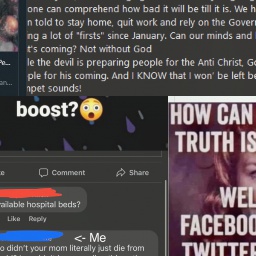 one can comprehend how bad it will be till it is. We h
n told to stay home, quit work and rely on the Gover
ng a lot of "firsts" since January. Can our minds and
t's coming? Not without God
le the devil is preparing people for the Anti Christ, Go
ple for his coming. And I KNOW that I won' be left be
mpet sounds!
boost?😲
HOW CAN
TRUTH IS
WEL
FACEBOO
TWITTER
Comment
Share
vailable hospital beds?
Like Reply
<- Me
o didn't your mom literally just die from